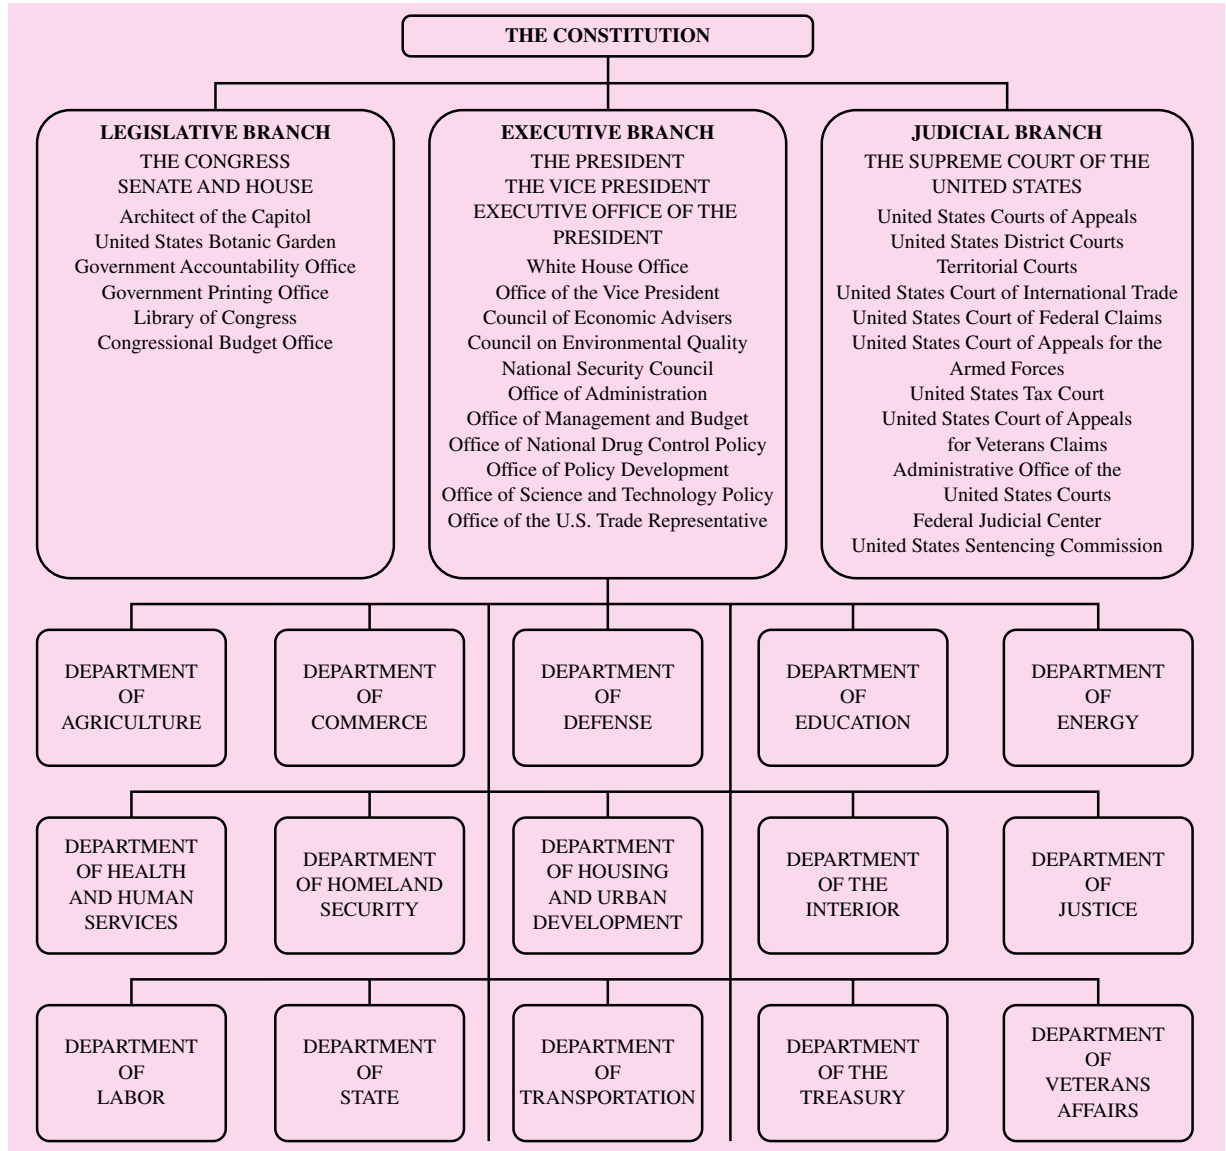 THE CONSTITUTION
LEGISLATIVE BRANCH
THE CONGRESS
SENATE AND HOUSE
Architect of the Capitol
United States Botanic Garden
Government Accountability Office
Government Printing Office
Library of Congress
Congressional Budget Office
EXECUTIVE BRANCH
THE PRESIDENT
THE VICE PRESIDENT
EXECUTIVE OFFICE OF THE
PRESIDENT
White House Office
Office of the Vice President
Council of Economic Advisers
Council on Environmental Quality
National Security Council
Office of Administration
Office of Management and Budget
Office of National Drug Control Policy
Office of Policy Development
Office of Science and Technology Policy
Office of the U.S. Trade Representative
JUDICIAL BRANCH
THE SUPREME COURT OF THE
UNITED STATES
United States Courts of Appeals
United States District Courts
Territorial Courts
United States Court of International Trade
United States Court of Federal Claims
United States Court of Appeals for the
Armed Forces
United States Tax Court
United States Court of Appeals
for Veterans Claims
Administrative Office of the
United States Courts
Federal Judicial Center
United States Sentencing Commission
DEPARTMENT
OF
AGRICULTURE
DEPARTMENT
OF
COMMERCE
DEPARTMENT
OF
DEFENSE
DEPARTMENT
OF
EDUCATION
DEPARTMENT
OF
ENERGY
DEPARTMENT
OF HEALTH
AND HUMAN
SERVICES
DEPARTMENT
OF HOMELAND
SECURITY
DEPARTMENT
OF HOUSING
AND URBAN
DEVELOPMENT
DEPARTMENT
OF THE
INTERIOR
DEPARTMENT
OF
JUSTICE
DEPARTMENT
OF
LABOR
DEPARTMENT
OF
STATE
DEPARTMENT
OF
TRANSPORTATION
DEPARTMENT
OF THE
TREASURY
DEPARTMENT
OF
VETERANS
AFFAIRS